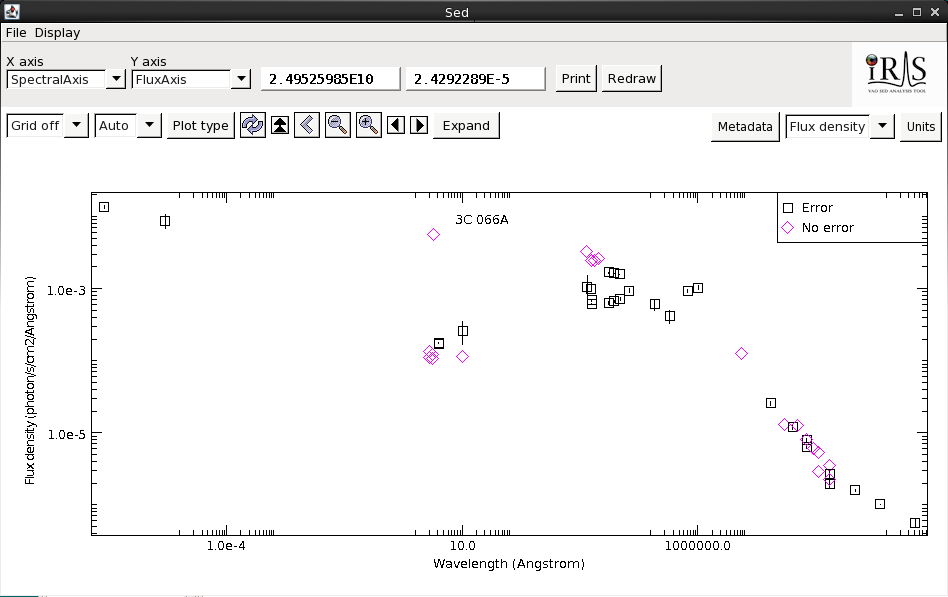 Sed
File Display
X axis Y axis
SpectralAxis FluxAxis 2.49525985E10 2.4292289E-5 Print Redraw
IRIS
VAO SED ANALYSIS TOOL
Grid off Auto Plot type Expand Metadata Flux density Units
3C 066A
Error
No error
Flux density (photon/s/cm2/Angstrom)
1.0e-3
1.0e-5
1.0e-4 10.0 1000000.0
Wavelength (Angstrom)